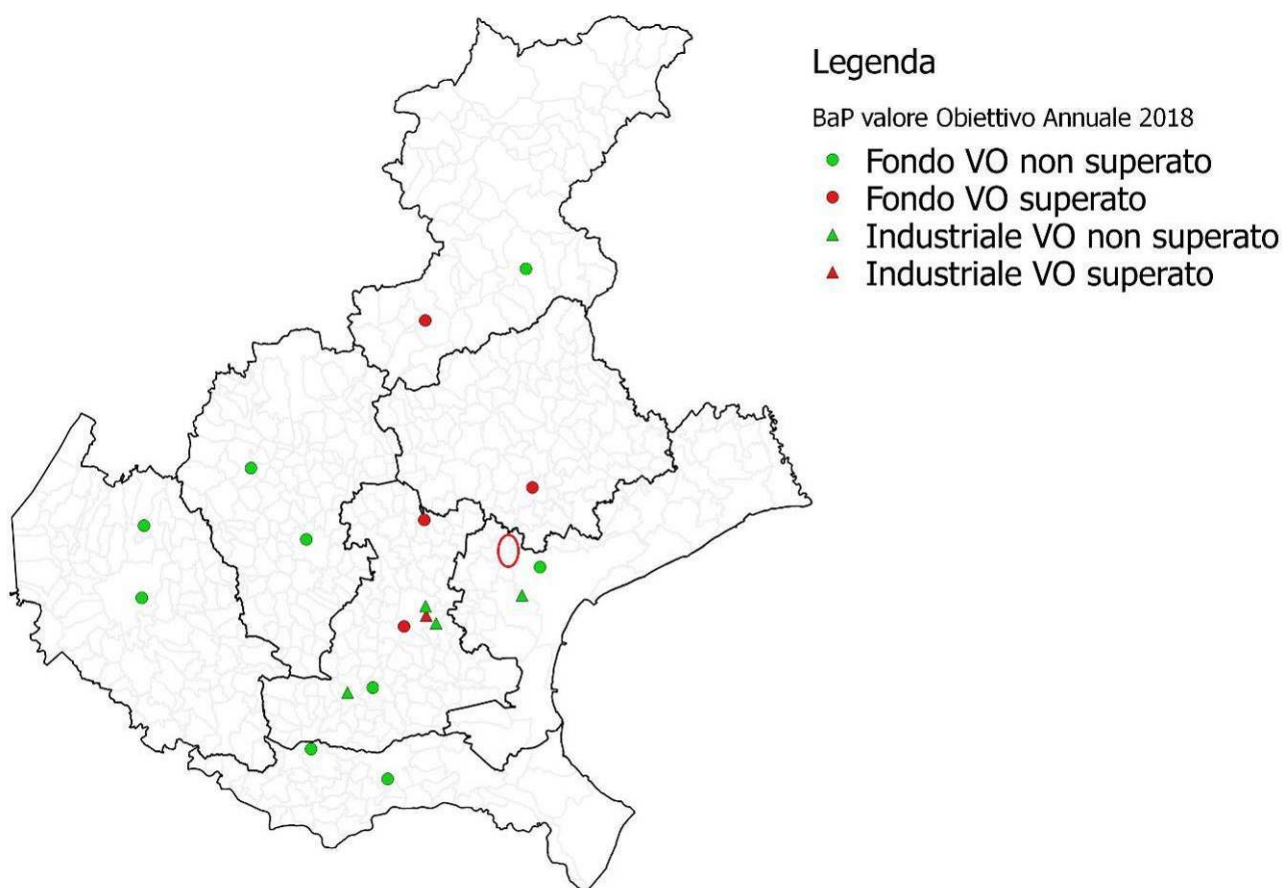 Legenda
BaP valore Obiettivo Annuale 2018
Fondo VO non superato
Fondo VO superato
Industriale VO non superato
Industriale VO superato